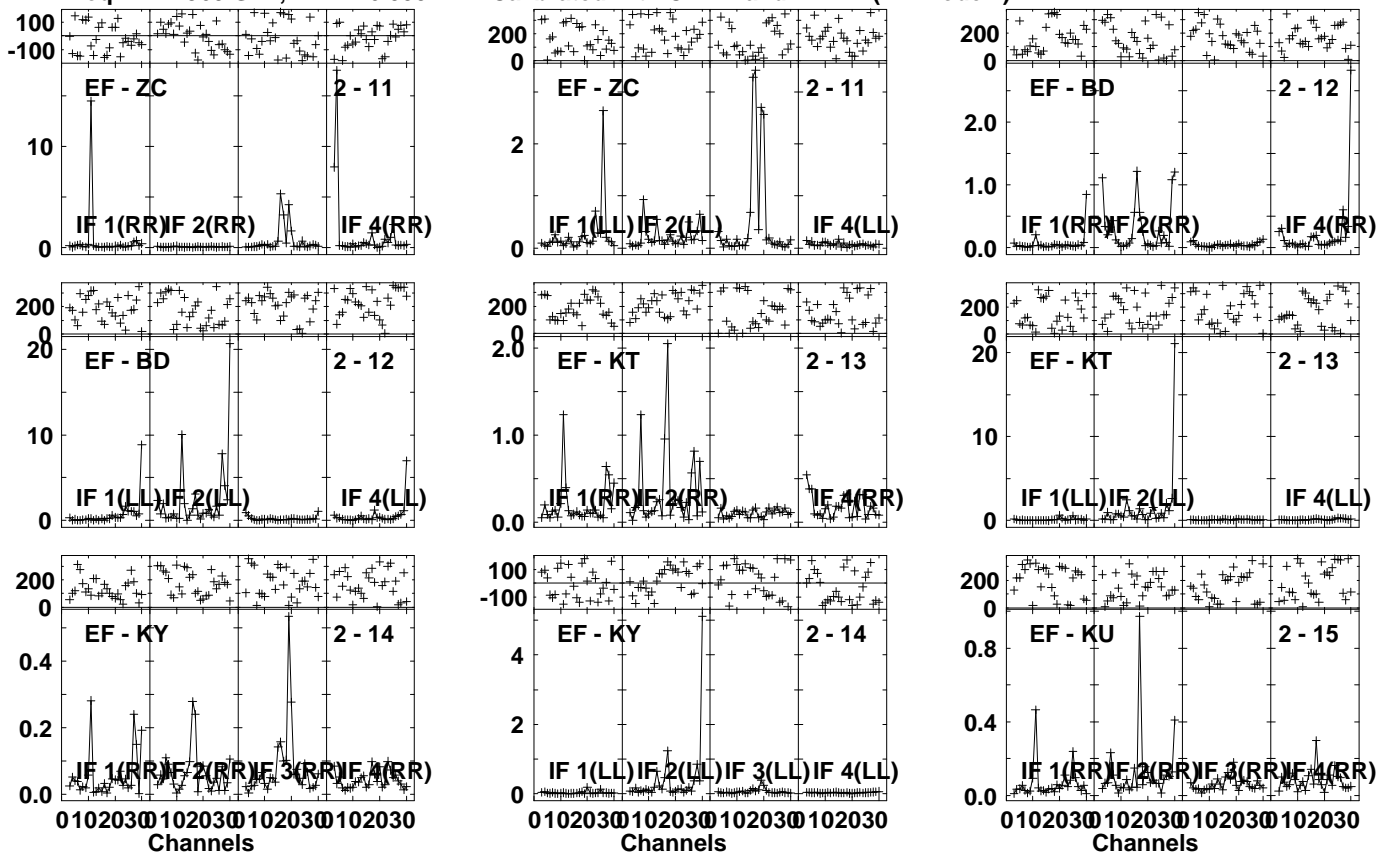 100
-100
EF - ZC 2 - 11
10
0
IF 1(RR) IF 2(RR) IF 4(RR)
200
0
EF - ZC 2 - 11
2
0
IF 1(LL) IF 2(LL) IF 4(LL)
200
0
EF - BD 2 - 12
2.0
1.0
0.0
IF 1(RR) IF 2(RR) IF 4(RR)
200
0
20
EF - BD 2 - 12
10
0
IF 1(LL) IF 2(LL) IF 4(LL)
200
0
2.0
EF - KT 2 - 13
1.0
0.0
IF 1(RR) IF 2(RR) IF 4(RR)
200
0
20
EF - KT 2 - 13
10
0
IF 1(LL) IF 2(LL) IF 4(LL)
200
0
EF - KY 2 - 14
0.4
0.2
0.0
IF 1(RR) IF 2(RR) IF 3(RR) IF 4(RR)
0102030 0102030 0102030 0102030
Channels
100
-100
EF - KY 2 - 14
4
2
0
IF 1(LL) IF 2(LL) IF 3(LL) IF 4(LL)
0102030 0102030 0102030 0102030
200
0
EF - KU 2 - 15
0.8
0.4
0.0
IF 1(RR) IF 2(RR) IF 3(RR) IF 4(RR)
0102030 0102030 0102030 0102030
Channels